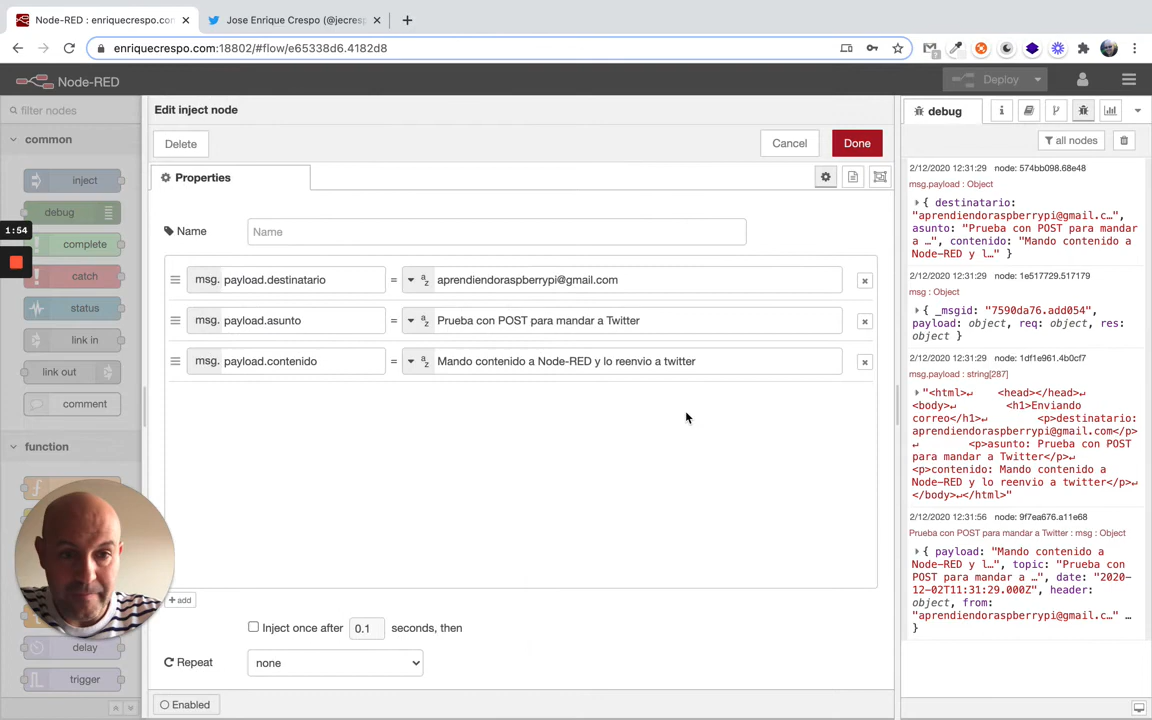 Node-RED : enriquecrespo.con
Jose Enrique Crespo (@jecresp
enriquecrespo.com:18802/#flow/e65338d6.4182d8
Node-RED
Deploy
filter nodes
common
inject
debug
complete
catch
status
link in
link out
comment
function
delay
trigger
1:54
Edit inject node
Delete
Cancel
Done
Properties
Name
Name
msg. payload.destinatario = aprendiendoraspberrypi@gmail.com
msg. payload.asunto = Prueba con POST para mandar a Twitter
msg. payload.contenido = Mando contenido a Node-RED y lo reenvio a twitter
+ add
Inject once after 0.1 seconds, then
Repeat none
Enabled
debug
all nodes
2/12/2020 12:31:29 node: 574bb098.68e48
msg.payload : Object
{ destinatario:
"aprendiendoraspberrypi@gmail.c…",
asunto: "Prueba con POST para mandar
a …", contenido: "Mando contenido a
Node-RED y l…" }
2/12/2020 12:31:29 node: 1e517729.517179
msg : Object
{ _msgid: "7590da76.add054",
payload: object, req: object, res:
object }
2/12/2020 12:31:29 node: 1df1e961.4b0cf7
msg.payload : string[287]
"<html>↵ <head></head>↵
<body>↵ <h1>Enviando
correo</h1>↵ <p>destinatario:
aprendiendoraspberrypi@gmail.com</p>
↵ <p>asunto: Prueba con POST
para mandar a Twitter</p>↵
<p>contenido: Mando contenido a
Node-RED y lo reenvio a twitter</p>↵
</body>↵</html>"
2/12/2020 12:31:56 node: 9f7ea676.a11e68
Prueba con POST para mandar a Twitter : msg : Object
{ payload: "Mando contenido a
Node-RED y l…", topic: "Prueba con
POST para mandar a …", date: "2020-
12-02T11:31:29.000Z", header:
object, from:
"aprendiendoraspberrypi@gmail.c…" …
}